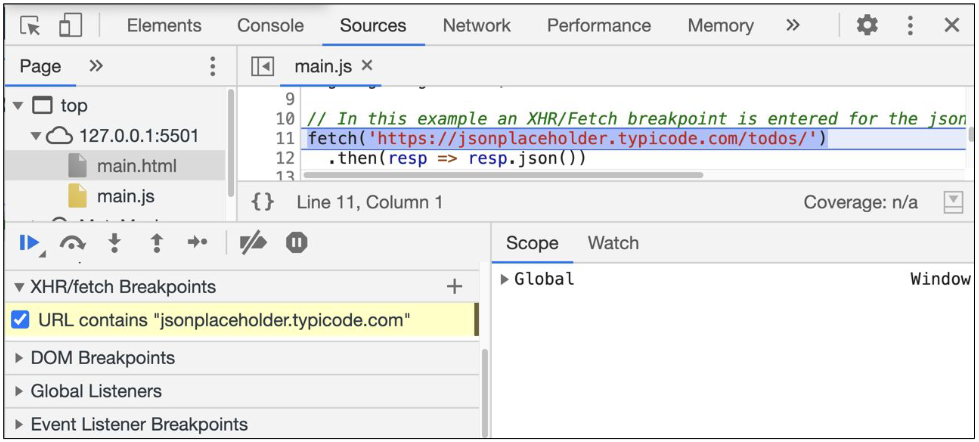 Elements Console Sources Network Performance Memory »
Page » main.js ×
top
127.0.0.1:5501
main.html
main.js
9
10 // In this example an XHR/Fetch breakpoint is entered for the json
11 fetch('https://jsonplaceholder.typicode.com/todos/')
12 .then(resp => resp.json())
13
{} Line 11, Column 1 Coverage: n/a
Scope Watch
XHR/fetch Breakpoints +
URL contains "jsonplaceholder.typicode.com"
DOM Breakpoints
Global Listeners
Event Listener Breakpoints
Global Window